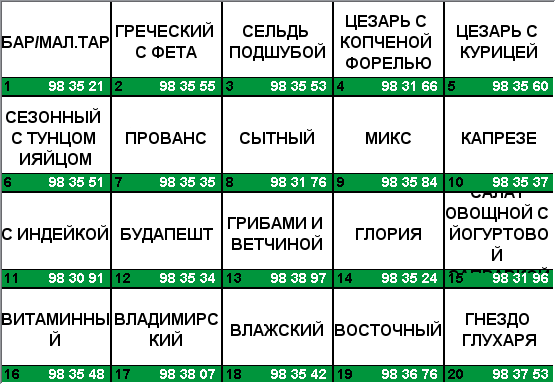 БАР/МАЛ.ТАР
1 98 35 21
ГРЕЧЕСКИЙ
С ФЕТА
2 98 35 55
СЕЛЬДЬ
ПОДШУБОЙ
3 98 35 53
ЦЕЗАРЬ С
КОПЧЕНОЙ
ФОРЕЛЬЮ
4 98 31 66
ЦЕЗАРЬ С
КУРИЦЕЙ
5 98 35 60
СЕЗОННЫЙ
С ТУНЦОМ
ИЯЙЦОМ
6 98 35 51
ПРОВАНС
7 98 35 35
СЫТНЫЙ
8 98 31 76
МИКС
9 98 35 84
КАПРЕЗЕ
10 98 35 37
С ИНДЕЙКОЙ
11 98 30 91
БУДАПЕШТ
12 98 35 34
ГРИБАМИ И
ВЕТЧИНОЙ
13 98 38 97
ГЛОРИЯ
14 98 35 24
САЛАТ
ОВОЩНОЙ С
ЙОГУРТОВО
Й
15 98 31 96
ВИТАМИННЫ
Й
16 98 35 48
ВЛАДИМИРС
КИЙ
17 98 38 07
ВЛАЖСКИЙ
18 98 35 42
ВОСТОЧНЫЙ
19 98 36 76
ГНЕЗДО
ГЛУХАРЯ
20 98 37 53